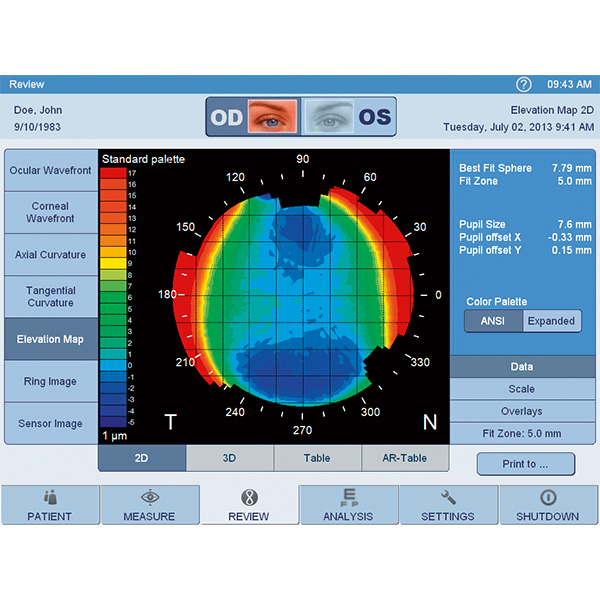 Review
? 09:43 AM
Doe, John
9/10/1983
OD
OS
Elevation Map 2D
Tuesday, July 02, 2013 9:41 AM
Ocular Wavefront
Corneal
Wavefront
Axial Curvature
Tangential
Curvature
Elevation Map
Ring Image
Sensor Image
Standard palette
17
16
15
14
13
12
11
10
9
8
7
6
5
4
3
2
1
0
-1
-2
-3
-4
-5
1 µm
90
120
60
150
30
180
0
210
330
240
300
270
T
N
Best Fit Sphere 7.79 mm
Fit Zone 5.0 mm
Pupil Size 7.6 mm
Pupil offset X -0.33 mm
Pupil offset Y 0.15 mm
Color Palette
ANSI Expanded
Data
Scale
Overlays
Fit Zone: 5.0 mm
2D 3D Table AR-Table
Print to ...
E
F P
PATIENT MEASURE REVIEW ANALYSIS SETTINGS SHUTDOWN